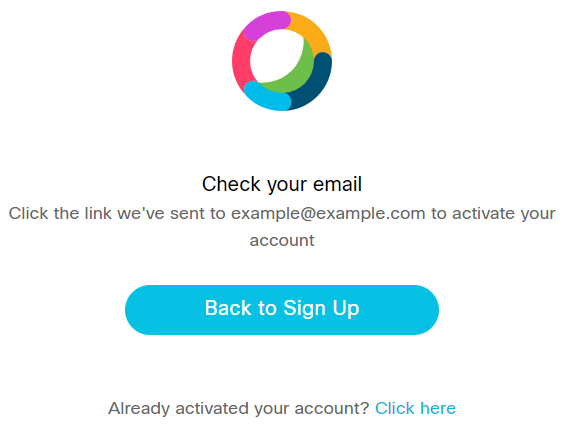 Check your email
Click the link we've sent to example@example.com to activate your
account
Back to Sign Up
Already activated your account? Click here